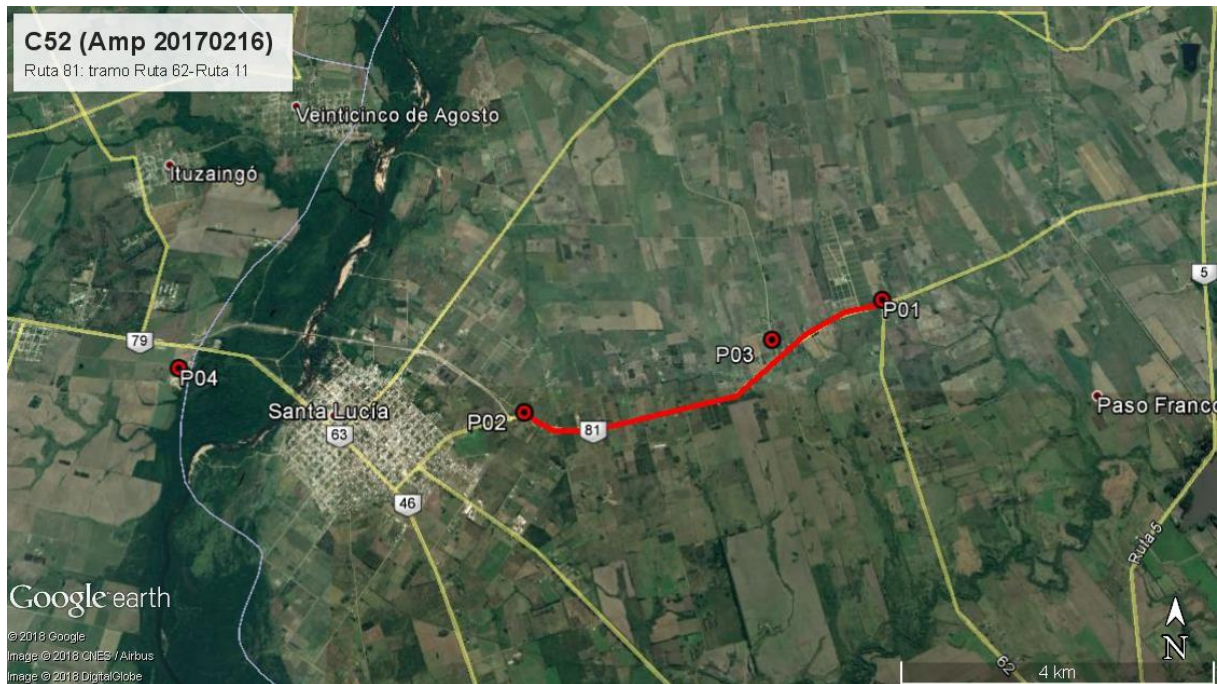 C52 (Amp 20170216)
Ruta 81: tramo Ruta 62-Ruta 11
Veinticinco de Agosto
Ituzaingó
5
P01
79
P03
P04
Paso Franco
Santa Lucía
P02
81
63
46
Ruta 5
Google earth
© 2018 Google
Image © 2018 CNES / Airbus
Image © 2018 DigitalGlobe
62
N
4 km